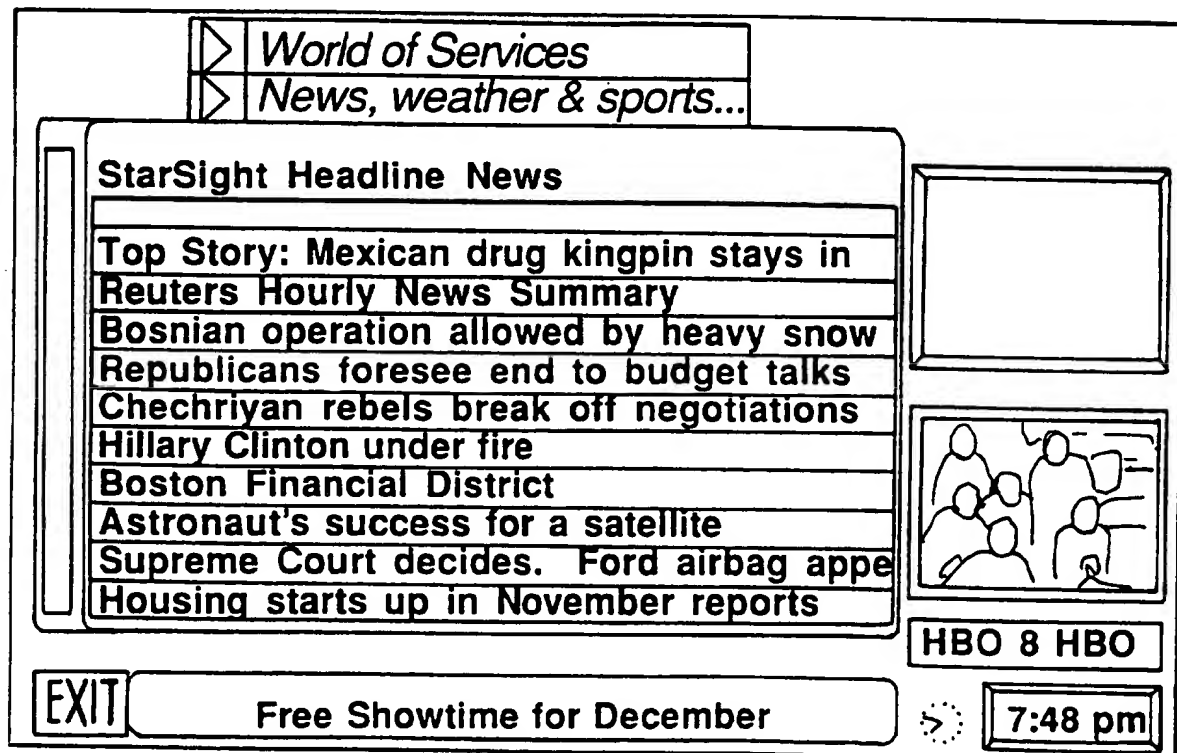 World of Services
News, weather & sports...
StarSight Headline News
Top Story: Mexican drug kingpin stays in
Reuters Hourly News Summary
Bosnian operation allowed by heavy snow
Republicans foresee end to budget talks
Chechriyan rebels break off negotiations
Hillary Clinton under fire
Boston Financial District
Astronaut's success for a satellite
Supreme Court decides. Ford airbag appe
Housing starts up in November reports
HBO 8 HBO
EXIT
Free Showtime for December
7:48 pm